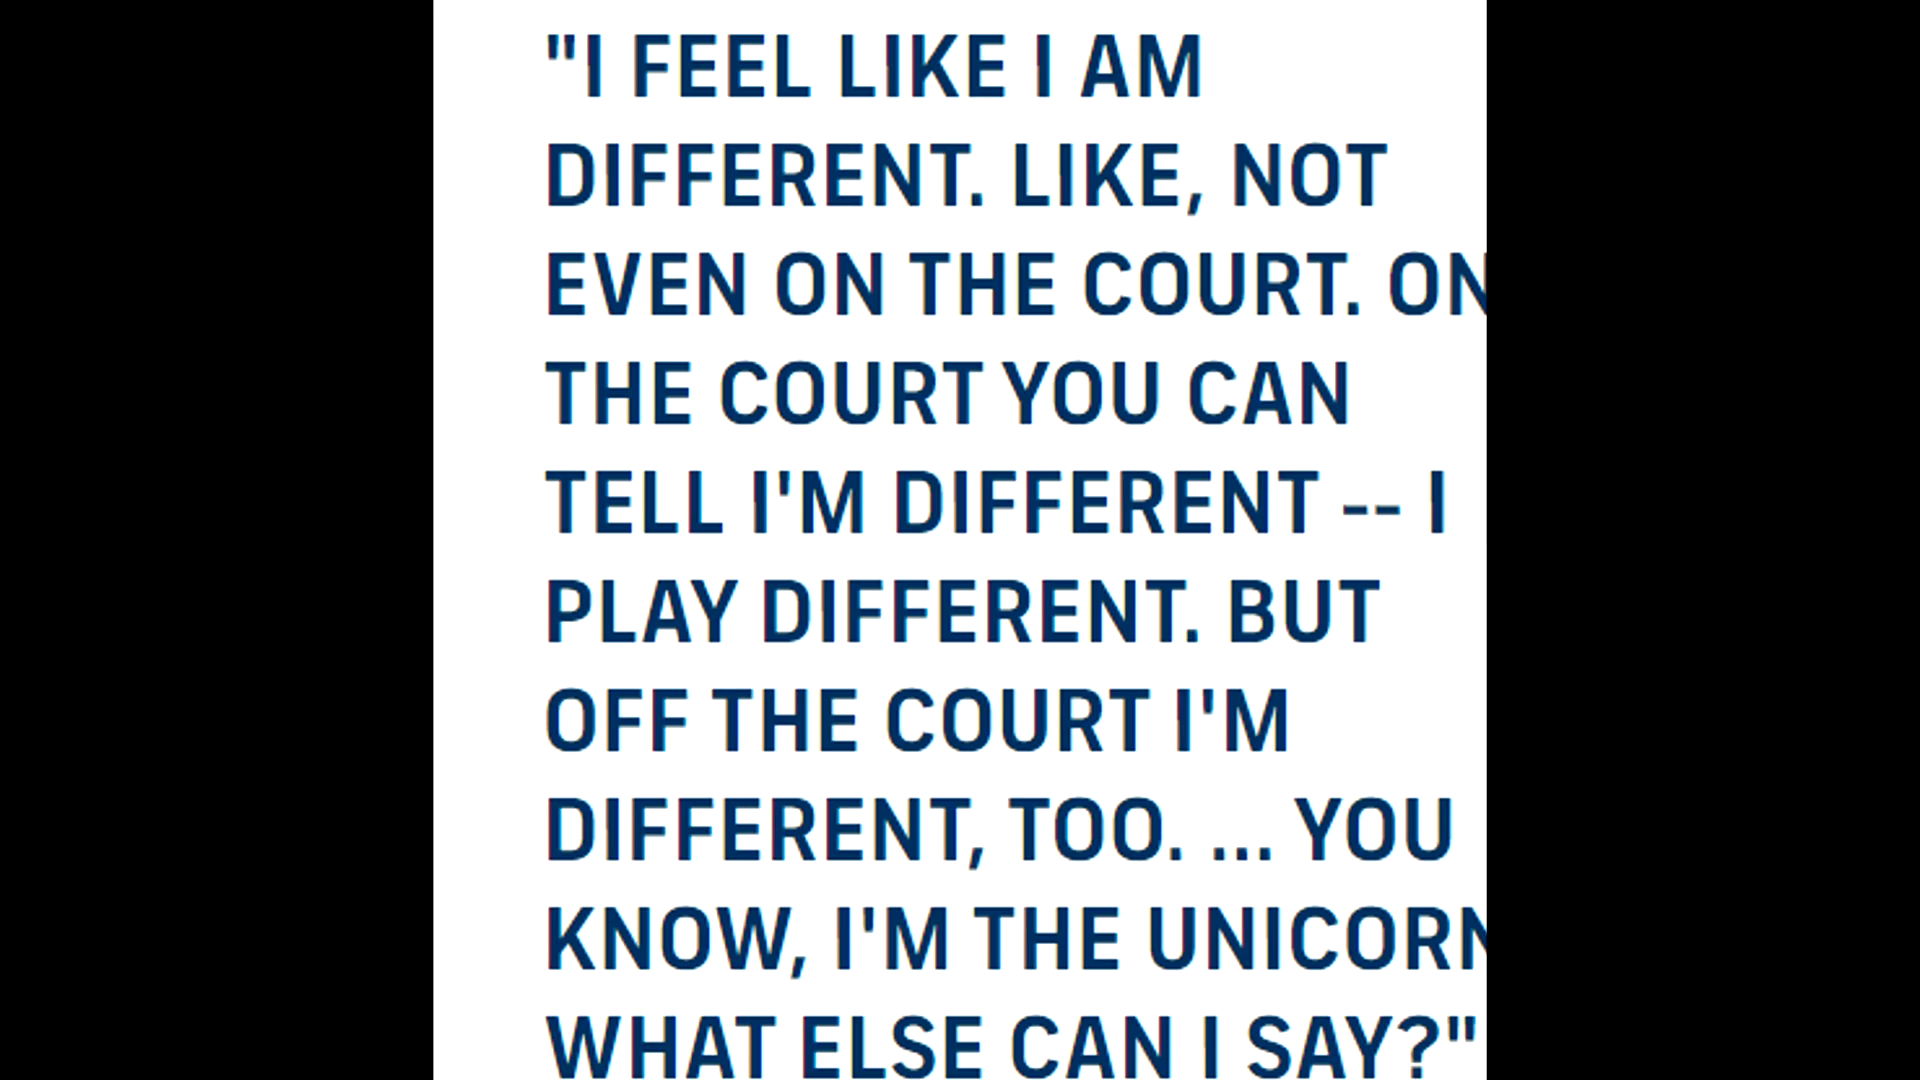 "I FEEL LIKE I AM
DIFFERENT. LIKE, NOT
EVEN ON THE COURT. ON
THE COURT YOU CAN
TELL I'M DIFFERENT -- I
PLAY DIFFERENT. BUT
OFF THE COURT I'M
DIFFERENT, TOO. ... YOU
KNOW, I'M THE UNICORN
WHAT ELSE CAN I SAY?"